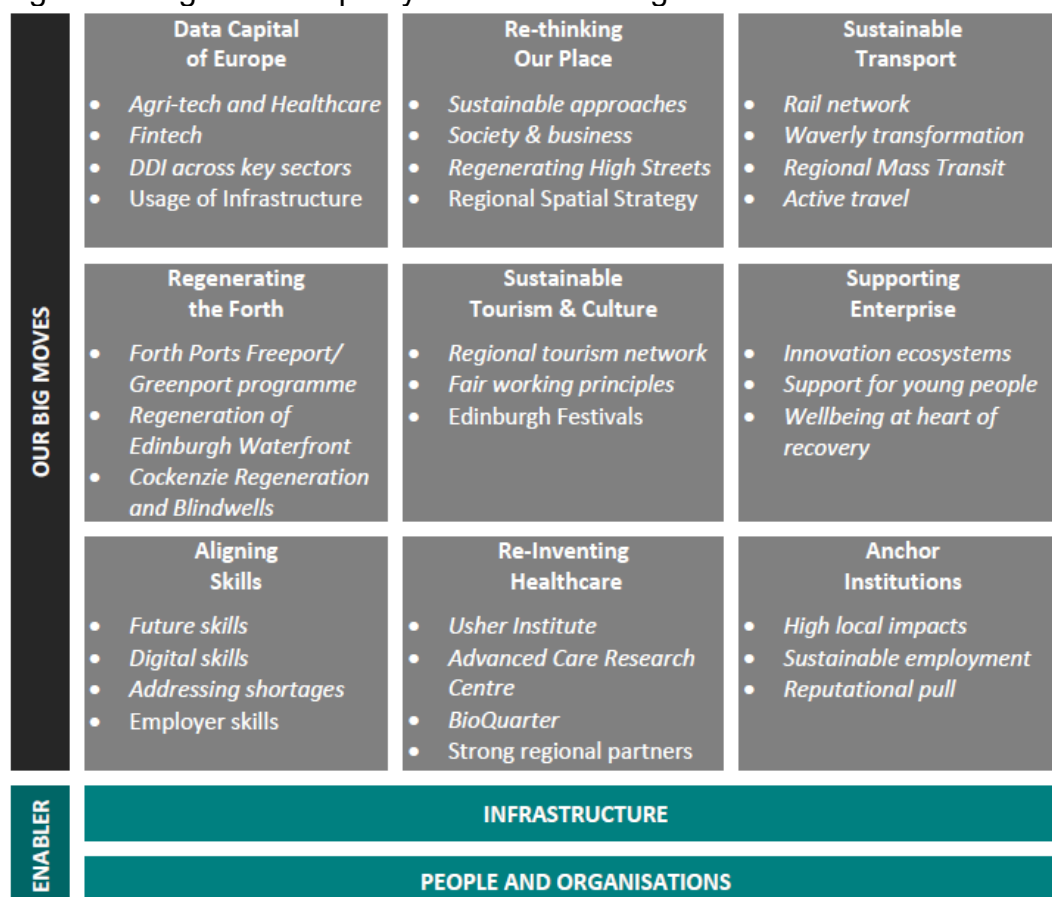 Data Capital
of Europe
• Agri-tech and Healthcare
• Fintech
• DDI across key sectors
• Usage of Infrastructure
Re-thinking
Our Place
• Sustainable approaches
• Society & business
• Regenerating High Streets
• Regional Spatial Strategy
Sustainable
Transport
• Rail network
• Waverly transformation
• Regional Mass Transit
• Active travel
OUR BIG MOVES
Regenerating
the Forth
• Forth Ports Freeport/
Greenport programme
• Regeneration of
Edinburgh Waterfront
• Cockenzie Regeneration
and Blindwells
Sustainable
Tourism & Culture
• Regional tourism network
• Fair working principles
• Edinburgh Festivals
Supporting
Enterprise
• Innovation ecosystems
• Support for young people
• Wellbeing at heart of
recovery
Aligning
Skills
• Future skills
• Digital skills
• Addressing shortages
• Employer skills
Re-Inventing
Healthcare
• Usher Institute
• Advanced Care Research
Centre
• BioQuarter
• Strong regional partners
Anchor
Institutions
• High local impacts
• Sustainable employment
• Reputational pull
ENABLER
INFRASTRUCTURE
PEOPLE AND ORGANISATIONS